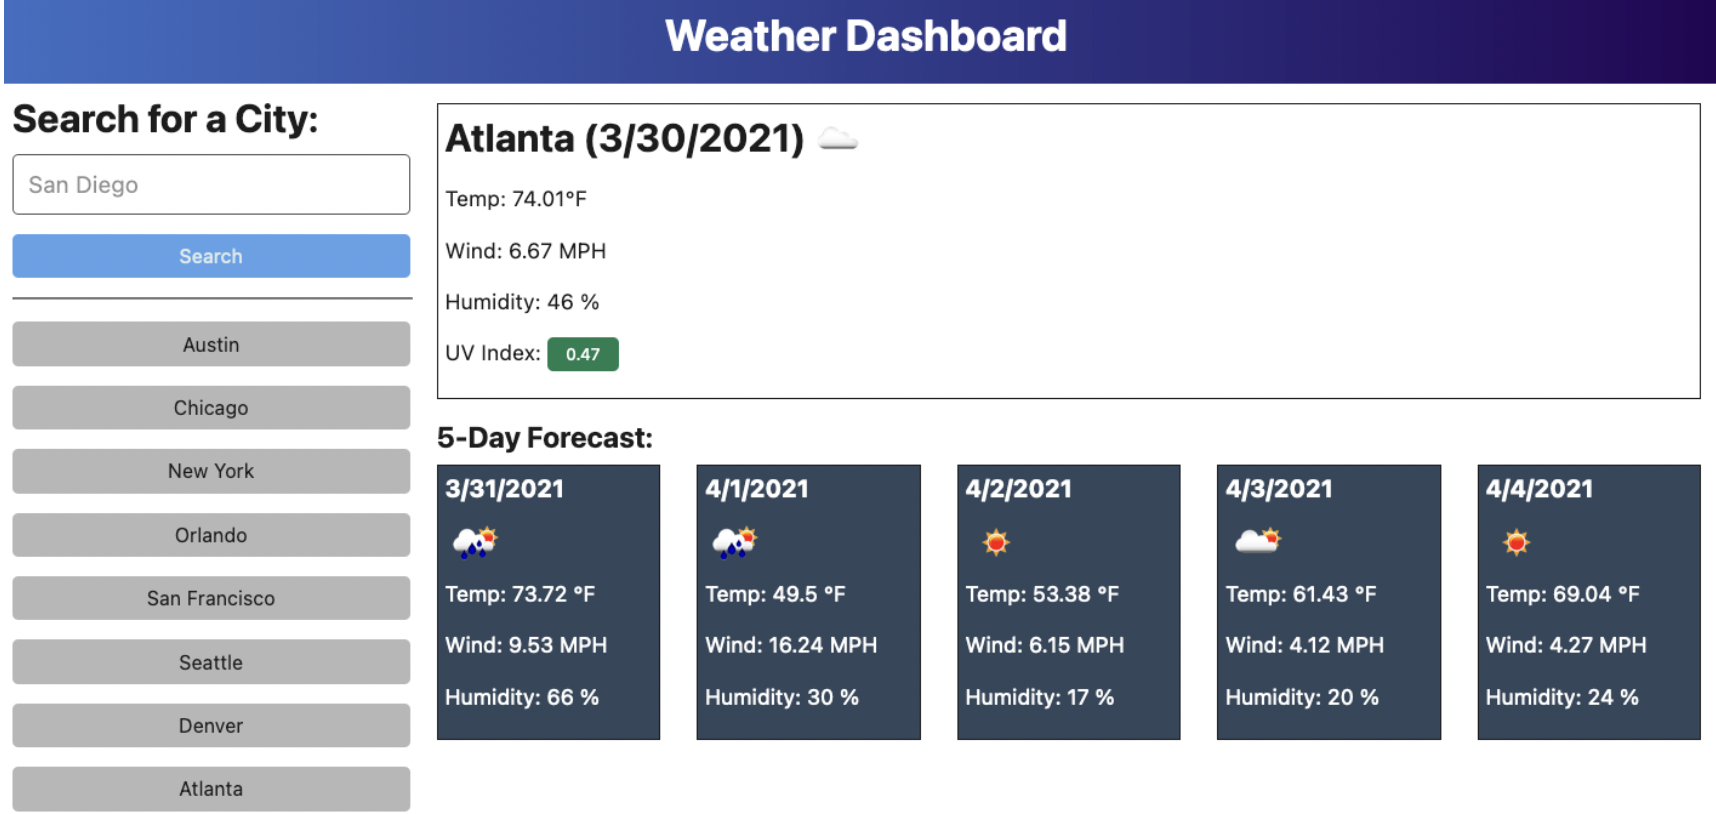 Weather Dashboard
Search for a City:
San Diego
Search
Austin
Chicago
New York
Orlando
San Francisco
Seattle
Denver
Atlanta
Atlanta (3/30/2021)
Temp: 74.01°F
Wind: 6.67 MPH
Humidity: 46 %
UV Index: 0.47
5-Day Forecast:
3/31/2021
Temp: 73.72 °F
Wind: 9.53 MPH
Humidity: 66 %
4/1/2021
Temp: 49.5 °F
Wind: 16.24 MPH
Humidity: 30 %
4/2/2021
Temp: 53.38 °F
Wind: 6.15 MPH
Humidity: 17 %
4/3/2021
Temp: 61.43 °F
Wind: 4.12 MPH
Humidity: 20 %
4/4/2021
Temp: 69.04 °F
Wind: 4.27 MPH
Humidity: 24 %